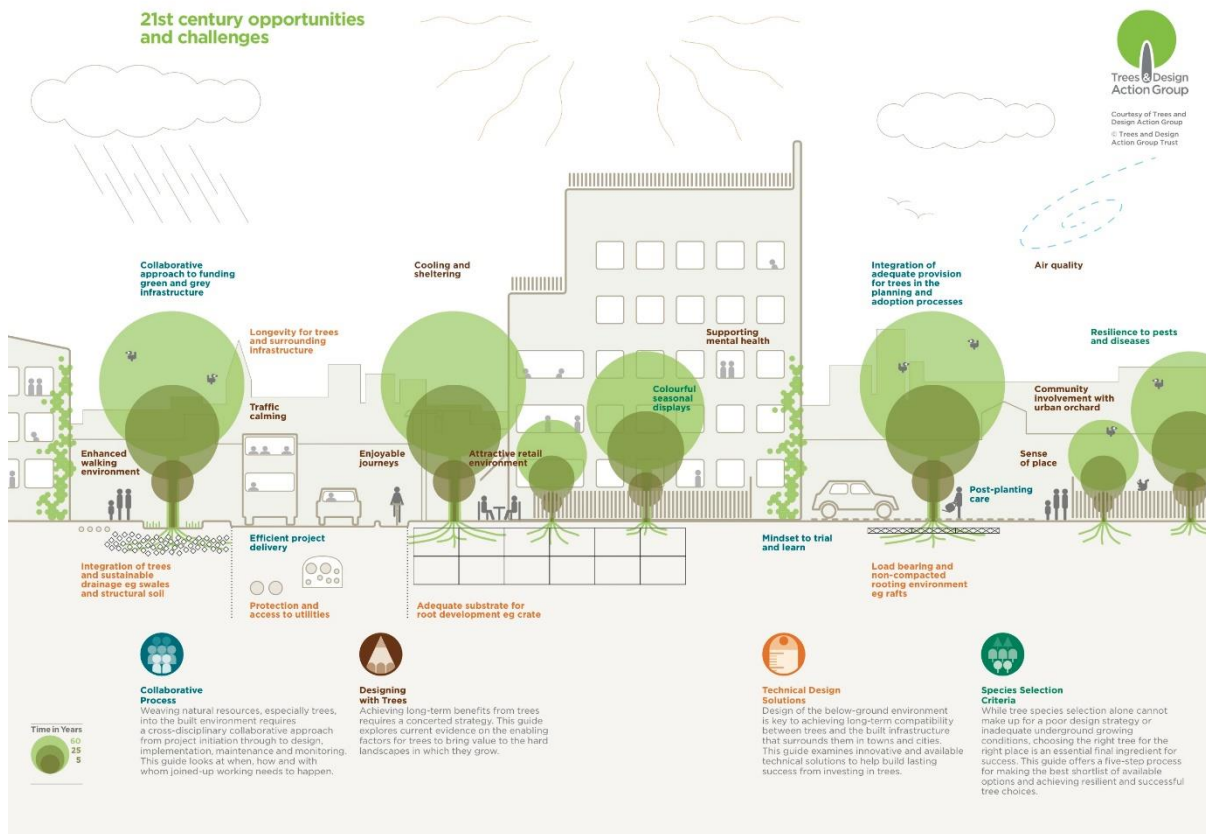 21st century opportunities
and challenges
Trees & Design
Action Group
Courtesy of Trees and
Design Action Group
© Trees and Design
Action Group Trust
Collaborative
approach to funding
green and grey
infrastructure
Cooling and
sheltering
Integration of
adequate provision
for trees in the
planning and
adoption processes
Air quality
Longevity for trees
and surrounding
infrastructure
Supporting
mental health
Resilience to pests
and diseases
Colourful
seasonal
displays
Community
involvement with
urban orchard
Traffic
calming
Enhanced
walking
environment
Enjoyable
journeys
Attractive retail
environment
Sense
of place
Post-planting
care
Efficient project
delivery
Mindset to trial
and learn
Integration of trees
and sustainable
drainage eg swales
and structural soil
Load bearing and
non-compacted
rooting environment
eg rafts
Protection and
access to utilities
Adequate substrate for
root development eg crate
Collaborative
Process
Weaving natural resources, especially trees,
into the built environment requires
a cross-disciplinary collaborative approach
from project initiation through to design,
implementation, maintenance and monitoring.
This guide looks at when, how and with
whom joined-up working needs to happen.
Designing
with Trees
Achieving long-term benefits from trees
requires a concerted strategy. This guide
explores current evidence on the enabling
factors for trees to bring value to the hard
landscapes in which they grow.
Technical Design
Solutions
Design of the below-ground environment
is key to achieving long-term compatibility
between trees and the built infrastructure
that surrounds them in towns and cities.
This guide examines innovative and available
technical solutions to help build lasting
success from investing in trees.
Species Selection
Criteria
While tree species selection alone cannot
make up for a poor design strategy or
inadequate underground growing
conditions, choosing the right tree for the
right place is an essential final ingredient for
success. This guide offers a five-step process
for making the best shortlist of available
options and achieving resilient and successful
tree choices.
Time in Years
60
25
5